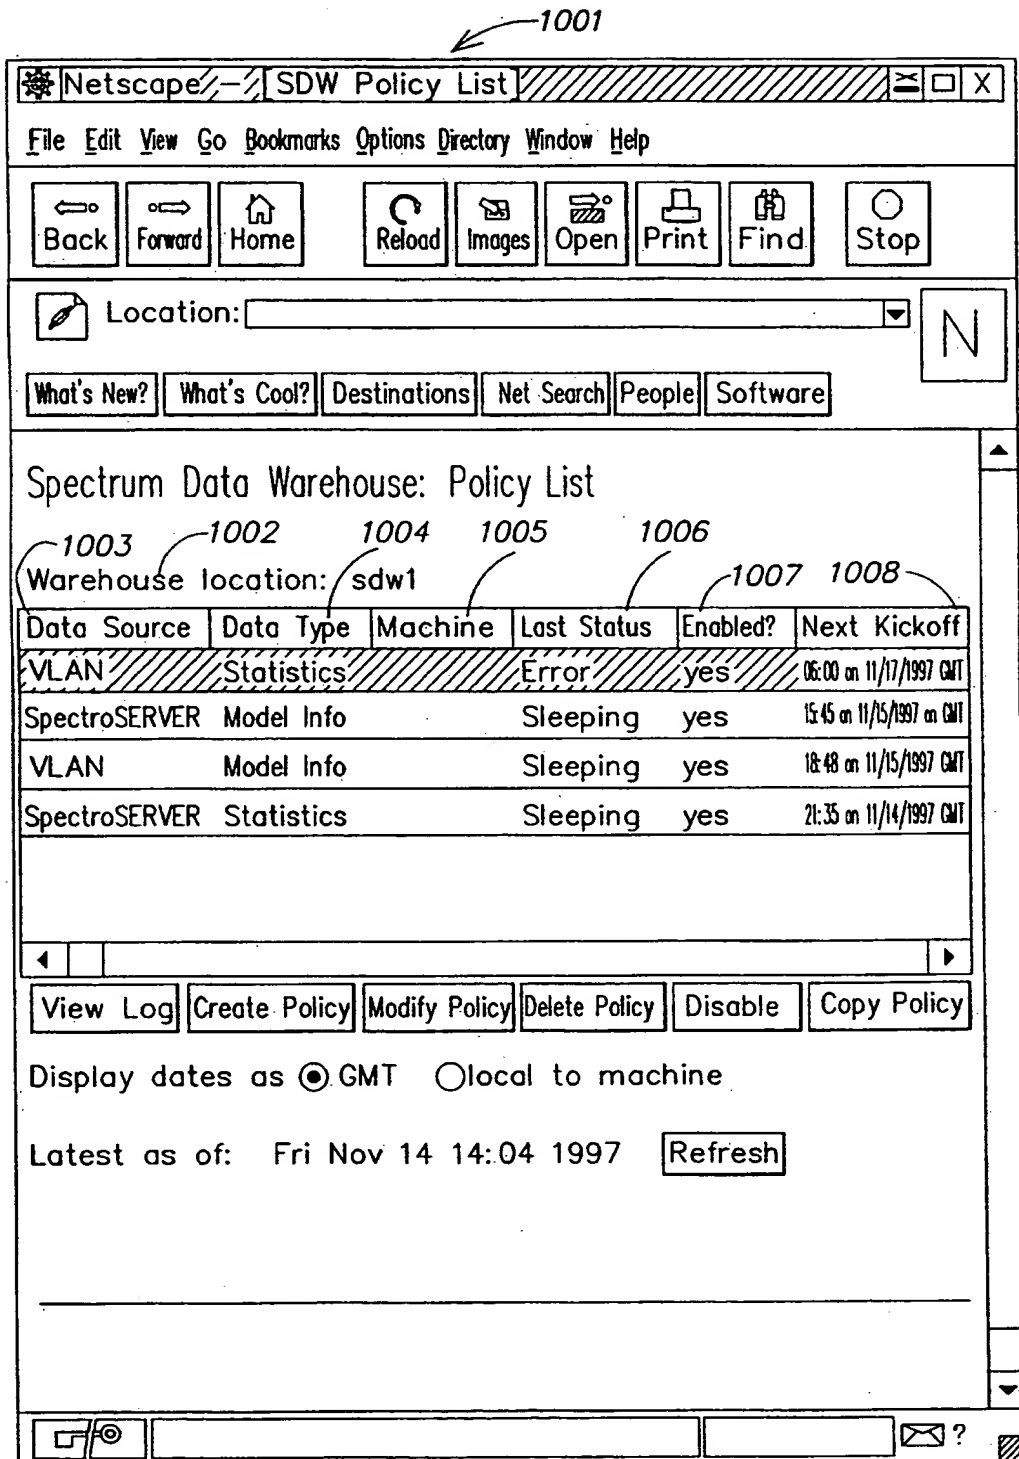 1001
Netscape - [SDW Policy List] X
File Edit View Go Bookmarks Options Directory Window Help
Back Forward Home Reload Images Open Print Find Stop
Location: N
What's New? What's Cool? Destinations Net Search People Software
Spectrum Data Warehouse: Policy List
1003 1002 1004 1005 1006
Warehouse location: sdw1
1007 1008
Data Source Data Type Machine Last Status Enabled? Next Kickoff
VLAN Statistics Error yes 06:00 on 11/17/1997 GMT
SpectroSERVER Model Info Sleeping yes 15:45 on 11/15/1997 on GMT
VLAN Model Info Sleeping yes 18:48 on 11/15/1997 GMT
SpectroSERVER Statistics Sleeping yes 21:35 on 11/14/1997 GMT
View Log Create Policy Modify Policy Delete Policy Disable Copy Policy
Display dates as GMT local to machine
Latest as of: Fri Nov 14 14:04 1997 Refresh
?